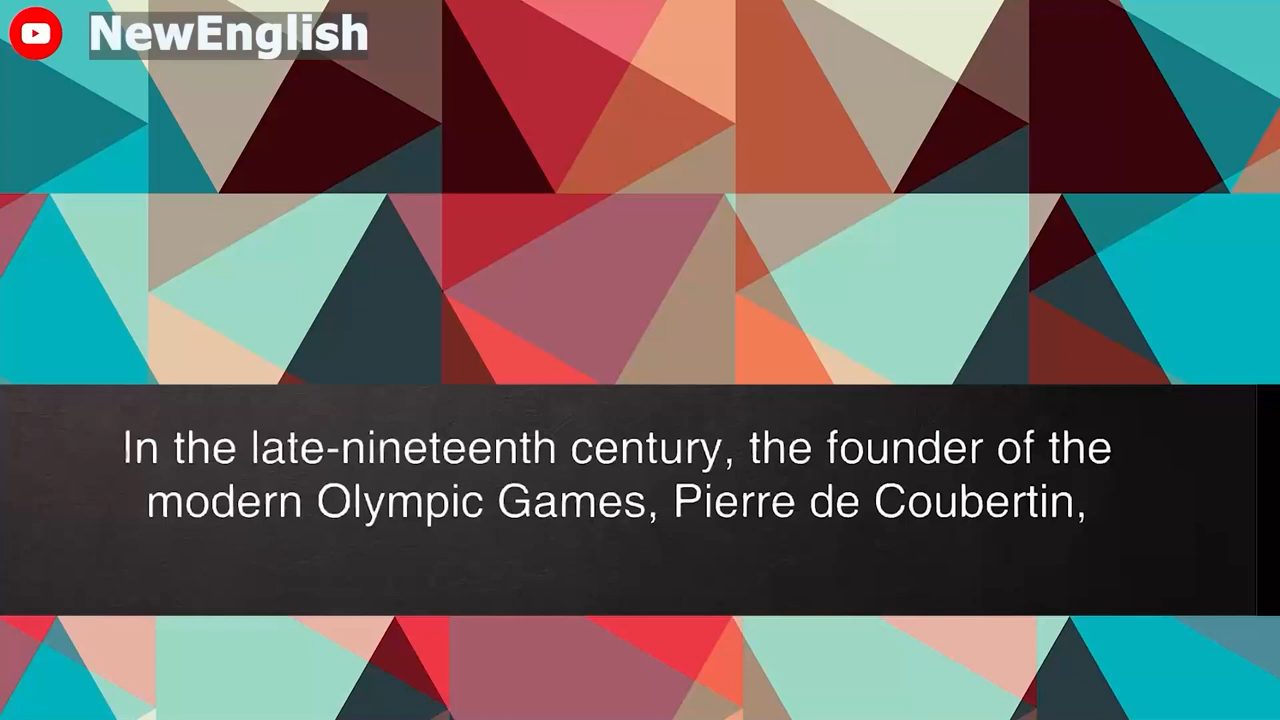 NewEnglish
In the late-nineteenth century, the founder of the
modern Olympic Games, Pierre de Coubertin,